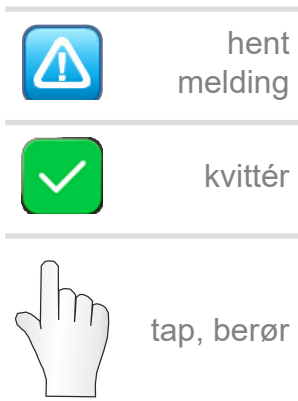 hent
melding
kvittér
tap, berør